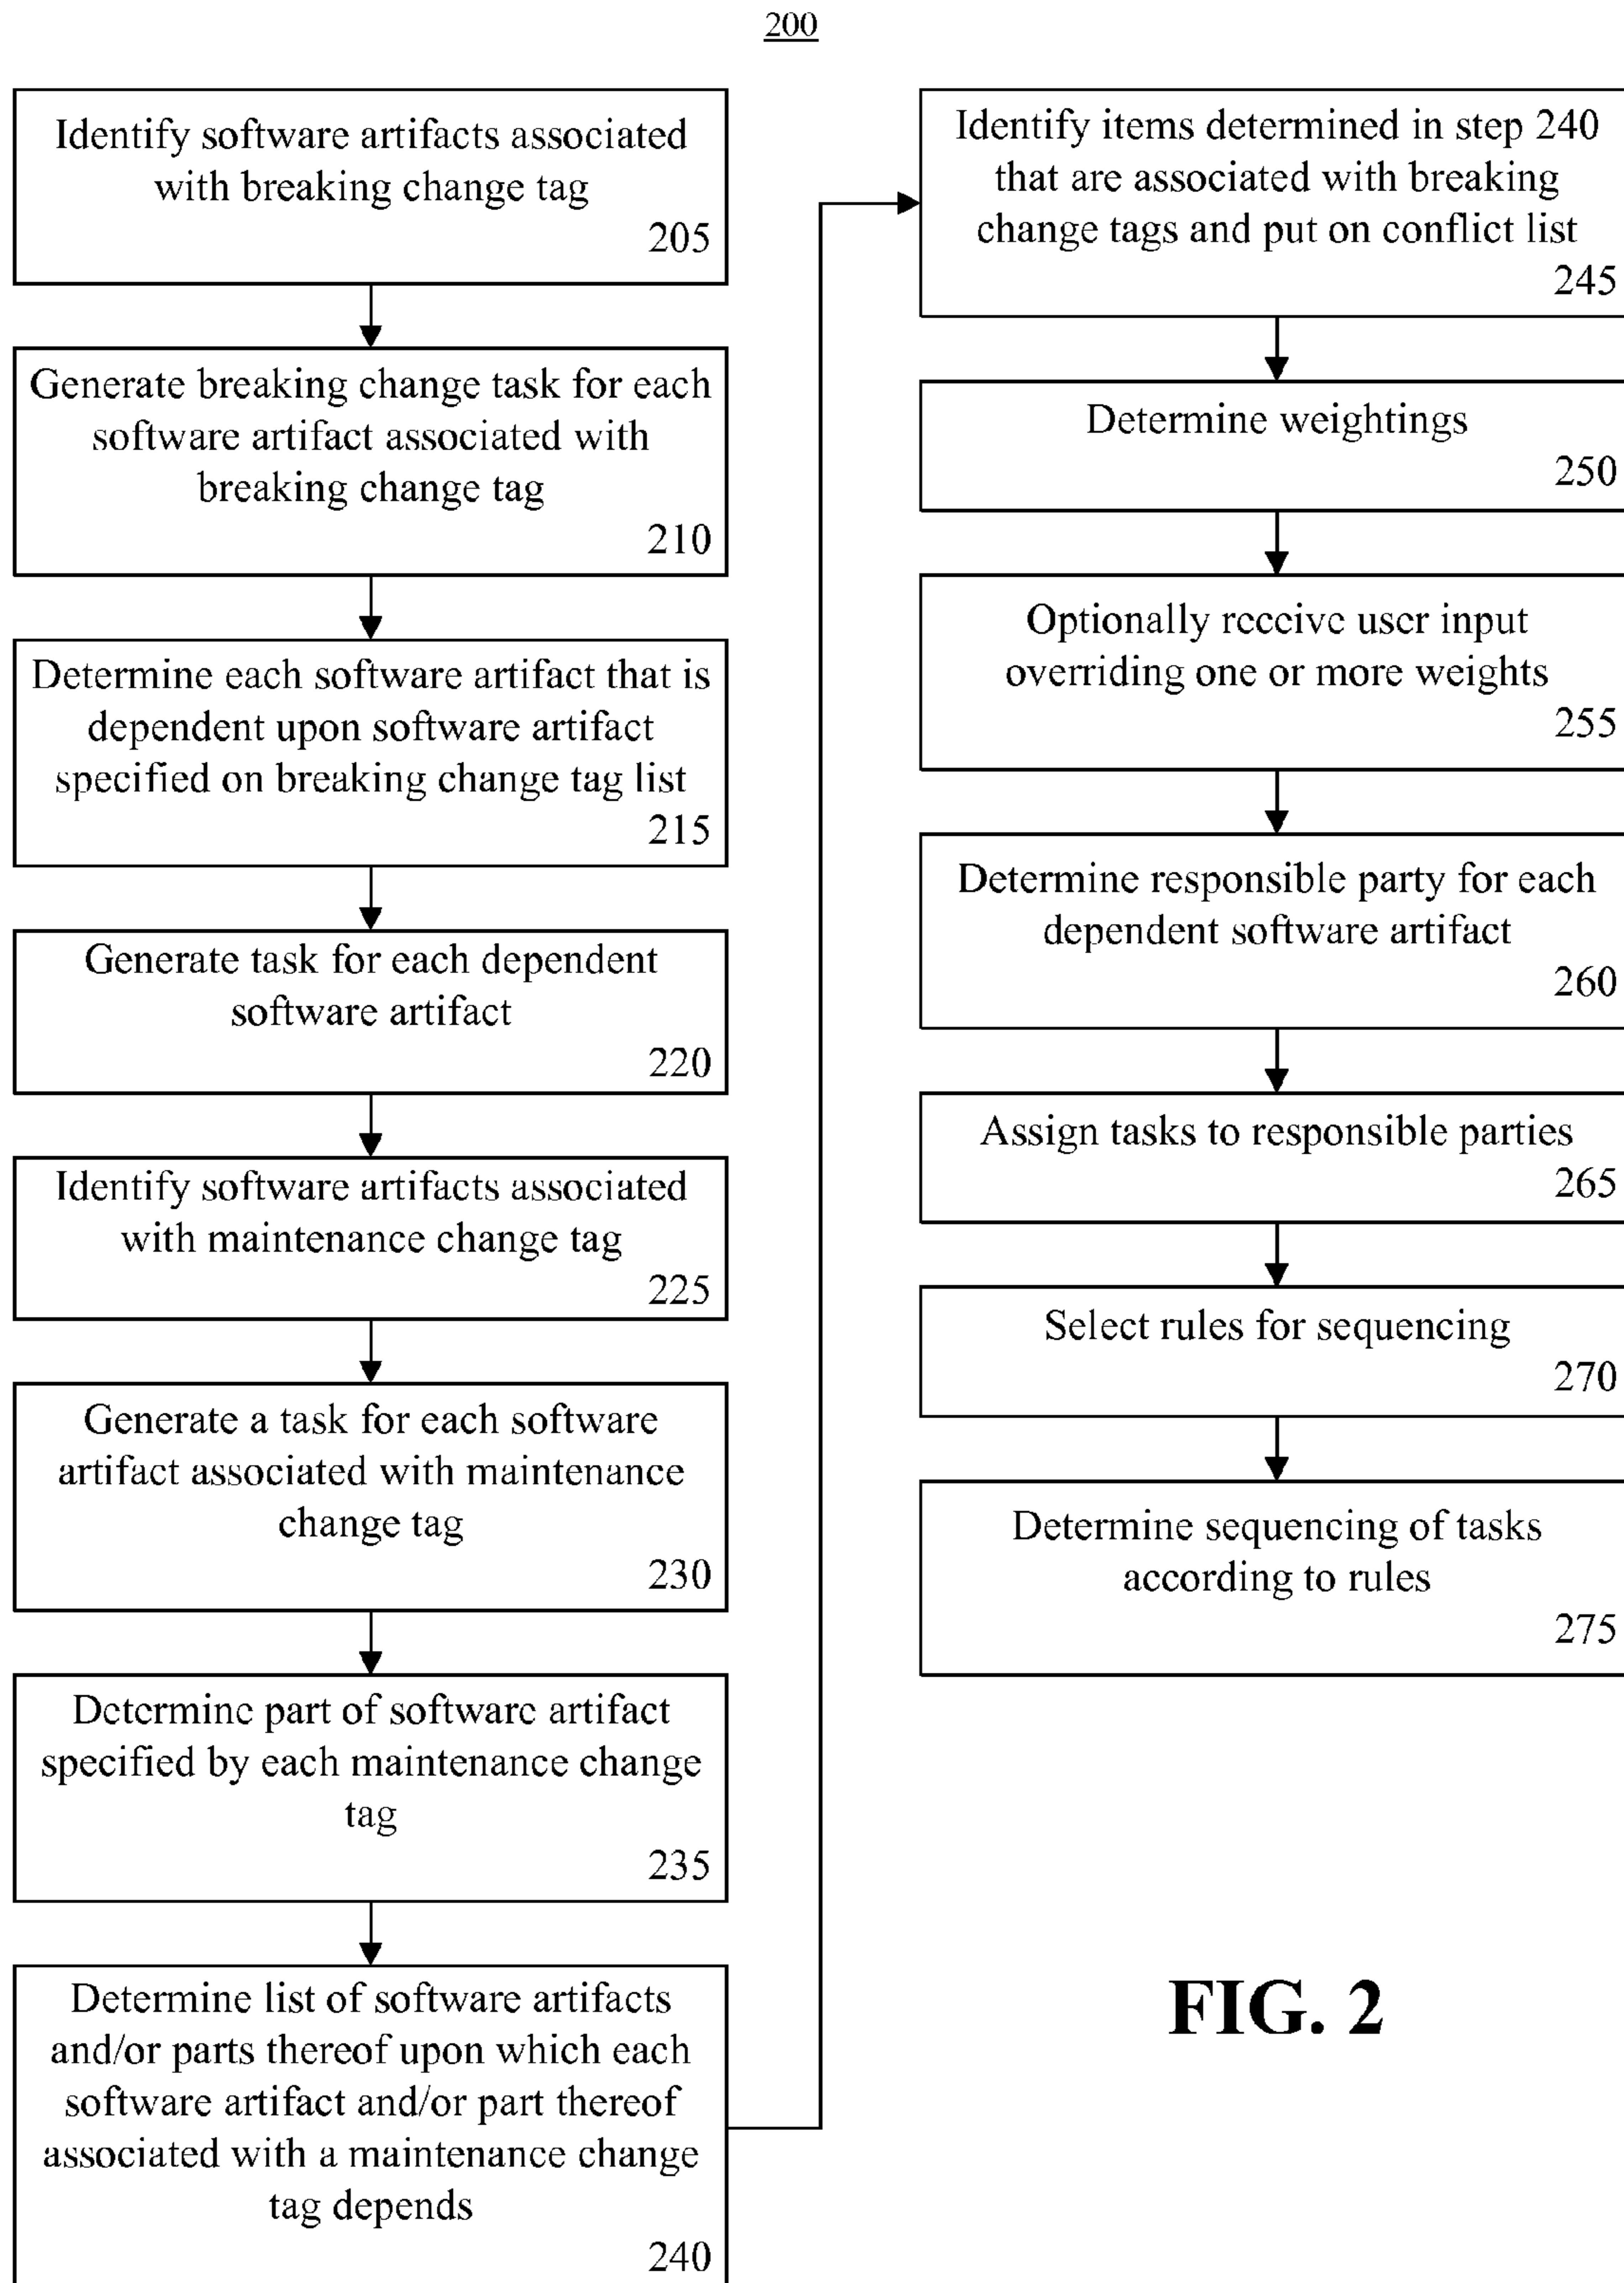 200
Identify software artifacts associated
with breaking change tag
205
Generate breaking change task for each
software artifact associated with
breaking change tag
210
Determine each software artifact that is
dependent upon software artifact
specified on breaking change tag list
215
Generate task for each dependent
software artifact
220
Identify software artifacts associated
with maintenance change tag
225
Generate a task for each software
artifact associated with maintenance
change tag
230
Determine part of software artifact
specified by each maintenance change
tag
235
Determine list of software artifacts
and/or parts thereof upon which each
software artifact and/or part thereof
associated with a maintenance change
tag depends
240
Identify items determined in step 240
that are associated with breaking
change tags and put on conflict list
245
Determine weightings
250
Optionally receive user input
overriding one or more weights
255
Determine responsible party for each
dependent software artifact
260
Assign tasks to responsible parties
265
Select rules for sequencing
270
Determine sequencing of tasks
according to rules
275
FIG. 2